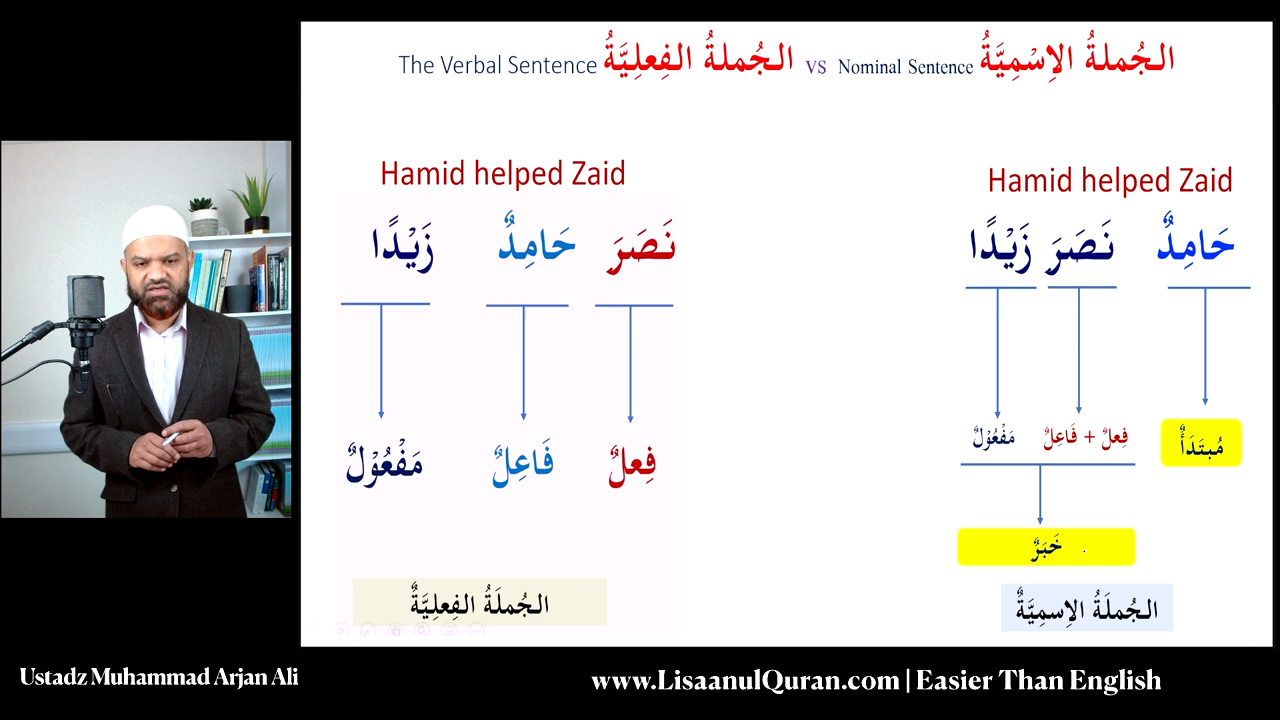 The Verbal Sentence الجُملةُ الفِعلِيَّةُ VS Nominal Sentence الجُملةُ الاِسْمِيَّةُ
Hamid helped Zaid
نَصَرَ حَامِدٌ زَيْدًا
فِعلٌ فَاعِلٌ مَفْعُوْلٌ
الجُملَةُ الفِعلِيَّةُ
Hamid helped Zaid
حَامِدٌ نَصَرَ زَيْدًا
مُبتَدَأٌ فِعلٌ + فَاعِلٌ مَفْعُوْلٌ
خَبَرٌ
الجُملَةُ الاِسمِيَّةُ
Ustadz Muhammad Arjan Ali
www.LisaanulQuran.com | Easier Than English